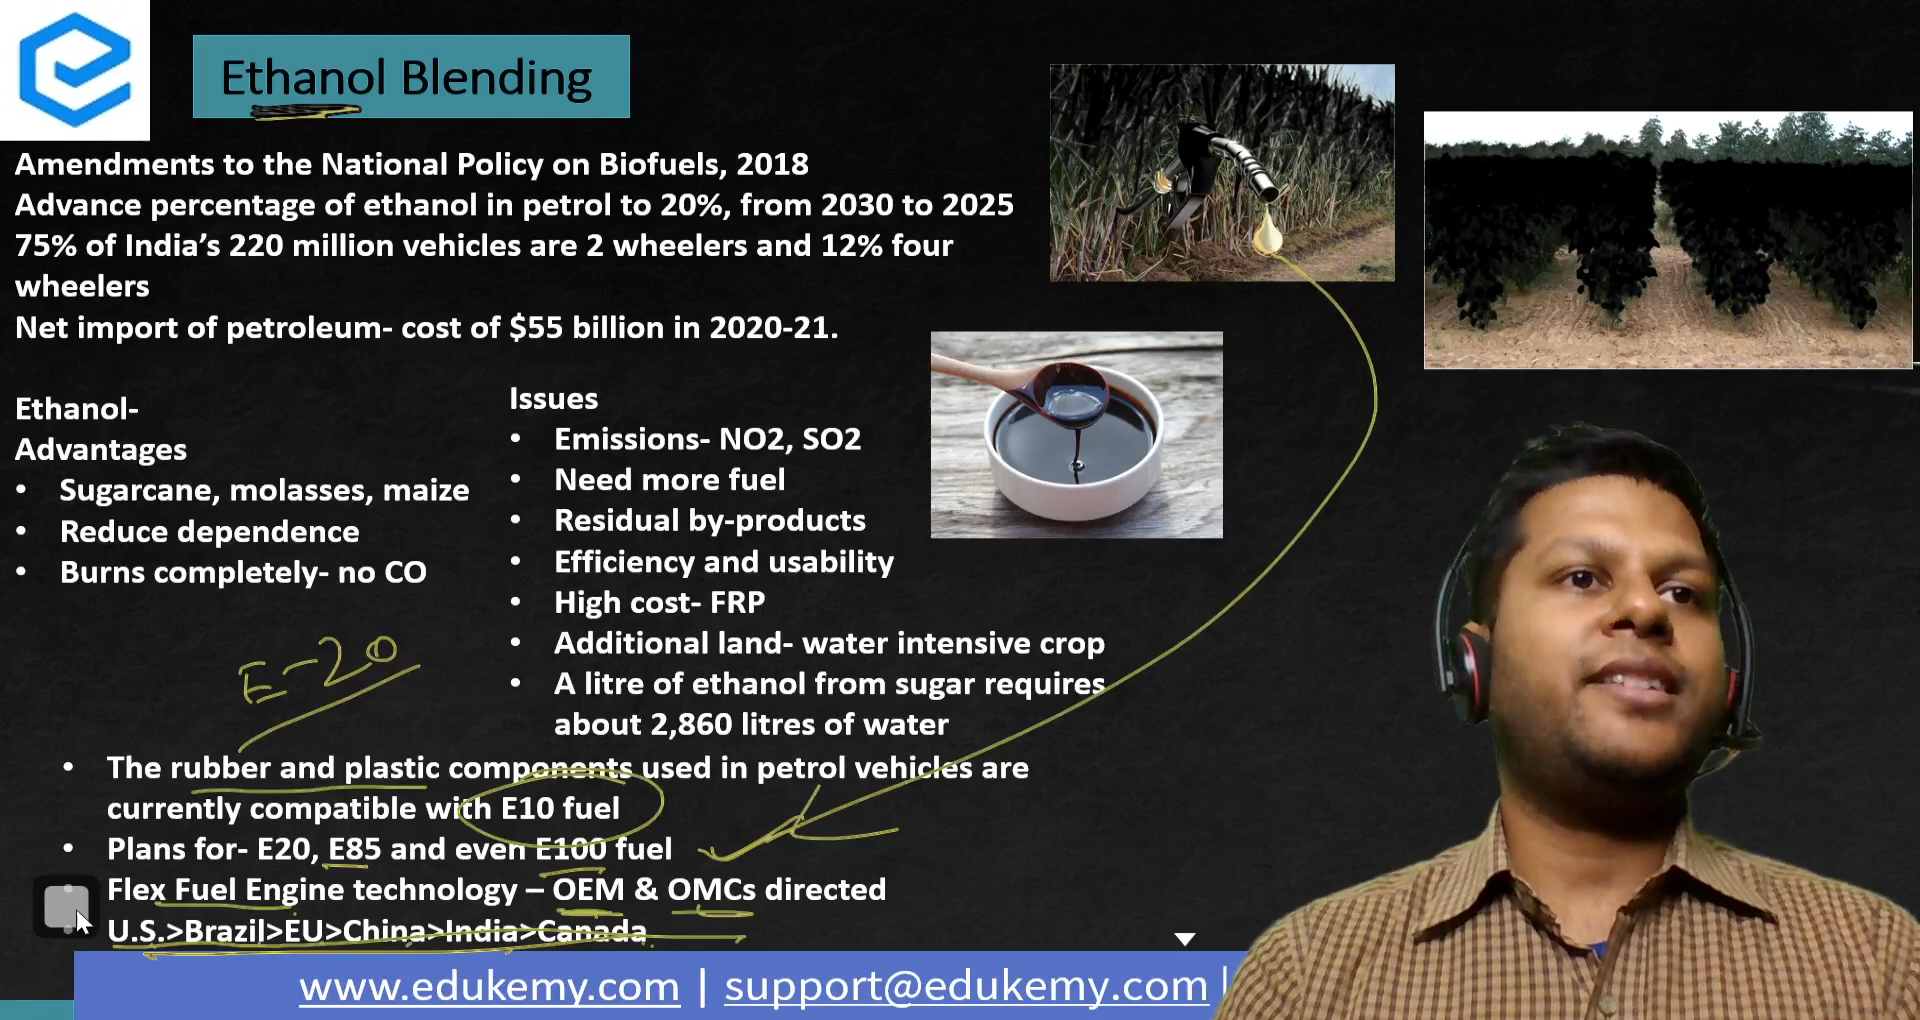 Ethanol Blending
Amendments to the National Policy on Biofuels, 2018
Advance percentage of ethanol in petrol to 20%, from 2030 to 2025
75% of India’s 220 million vehicles are 2 wheelers and 12% four
wheelers
Net import of petroleum- cost of $55 billion in 2020-21.
Ethanol-
Advantages
• Sugarcane, molasses, maize
• Reduce dependence
• Burns completely- no CO
Issues
• Emissions- NO2, SO2
• Need more fuel
• Residual by-products
• Efficiency and usability
• High cost- FRP
• Additional land- water intensive crop
• A litre of ethanol from sugar requires
about 2,860 litres of water
E-20
• The rubber and plastic components used in petrol vehicles are
currently compatible with E10 fuel
• Plans for- E20, E85 and even E100 fuel
Flex Fuel Engine technology – OEM & OMCs directed
U.S.>Brazil>EU>China>India>Canada
www.edukemy.com | support@edukemy.com |